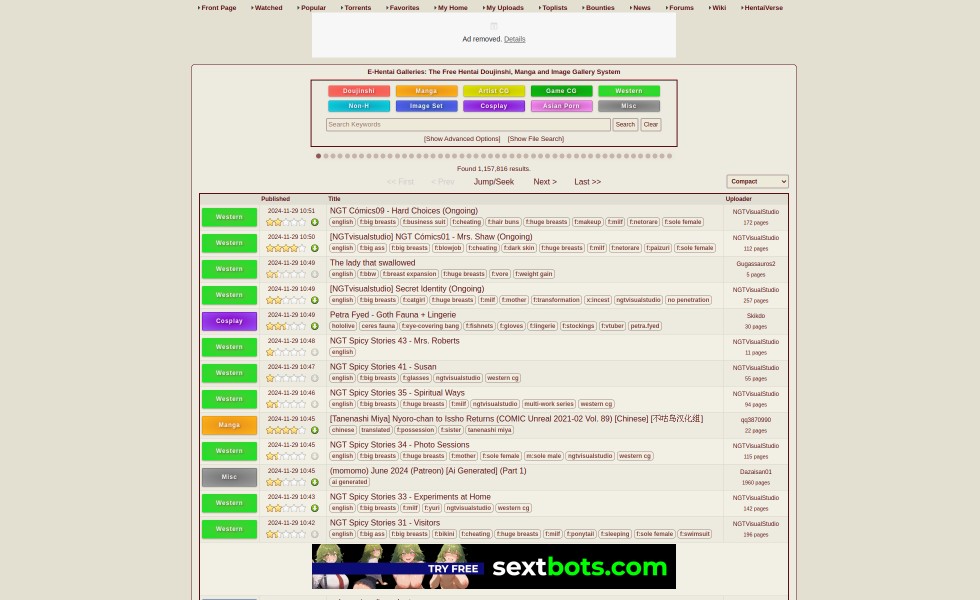 Front Page Watched Popular Torrents Favorites My Home My Uploads Toplists Bounties News Forums Wiki HentaiVerse
Ad removed. Details
E-Hentai Galleries: The Free Hentai Doujinshi, Manga and Image Gallery System
Doujinshi Manga Artist CG Game CG Western
Non-H Image Set Cosplay Asian Porn Misc
Search Keywords Search Clear
[Show Advanced Options] [Show File Search]
Found 1,157,816 results.
<< First < Prev Jump/Seek Next > Last >> Compact
Published Title Uploader
Western 2024-11-29 10:51 NGT Cómics09 - Hard Choices (Ongoing) NGTVisualStudio
english f:big breasts f:business suit f:cheating f:hair buns f:huge breasts f:makeup f:milf f:netorare f:sole female 172 pages
Western 2024-11-29 10:50 [NGTvisualstudio] NGT Cómics01 - Mrs. Shaw (Ongoing) NGTVisualStudio
english f:big ass f:big breasts f:blowjob f:cheating f:dark skin f:huge breasts f:milf f:netorare f:paizuri f:sole female 112 pages
Western 2024-11-29 10:49 The lady that swallowed Gugassauros2
english f:bbw f:breast expansion f:huge breasts f:vore f:weight gain 5 pages
Western 2024-11-29 10:49 [NGTvisualstudio] Secret Identity (Ongoing) NGTVisualStudio
english f:big breasts f:catgirl f:huge breasts f:milf f:mother f:transformation x:incest ngtvisualstudio no penetration 257 pages
Cosplay 2024-11-29 10:49 Petra Fyed - Goth Fauna + Lingerie Skikdo
hololive ceres fauna f:eye-covering bang f:fishnets f:gloves f:lingerie f:stockings f:vtuber petra.fyed 30 pages
Western 2024-11-29 10:48 NGT Spicy Stories 43 - Mrs. Roberts NGTVisualStudio
english 11 pages
Western 2024-11-29 10:47 NGT Spicy Stories 41 - Susan NGTVisualStudio
english f:big breasts f:glasses ngtvisualstudio western cg 55 pages
Western 2024-11-29 10:46 NGT Spicy Stories 35 - Spiritual Ways NGTVisualStudio
english f:big breasts f:huge breasts f:milf ngtvisualstudio multi-work series western cg 94 pages
Manga 2024-11-29 10:45 [Tanenashi Miya] Nyoro-chan to Issho Returns (COMIC Unreal 2021-02 Vol. 89) [Chinese] [不咕鸟汉化组] qq3870990
chinese translated f:possession f:sister tanenashi miya 22 pages
Western 2024-11-29 10:45 NGT Spicy Stories 34 - Photo Sessions NGTVisualStudio
english f:big breasts f:huge breasts f:mother f:sole female m:sole male ngtvisualstudio western cg 115 pages
Misc 2024-11-29 10:45 (momomo) June 2024 (Patreon) [Ai Generated] (Part 1) Dazaisan01
ai generated 1960 pages
Western 2024-11-29 10:43 NGT Spicy Stories 33 - Experiments at Home NGTVisualStudio
english f:big breasts f:milf f:yuri ngtvisualstudio western cg 142 pages
Western 2024-11-29 10:42 NGT Spicy Stories 31 - Visitors NGTVisualStudio
english f:big ass f:big breasts f:bikini f:cheating f:huge breasts f:milf f:ponytail f:sleeping f:sole female f:swimsuit 196 pages
TRY FREE sextbots.com